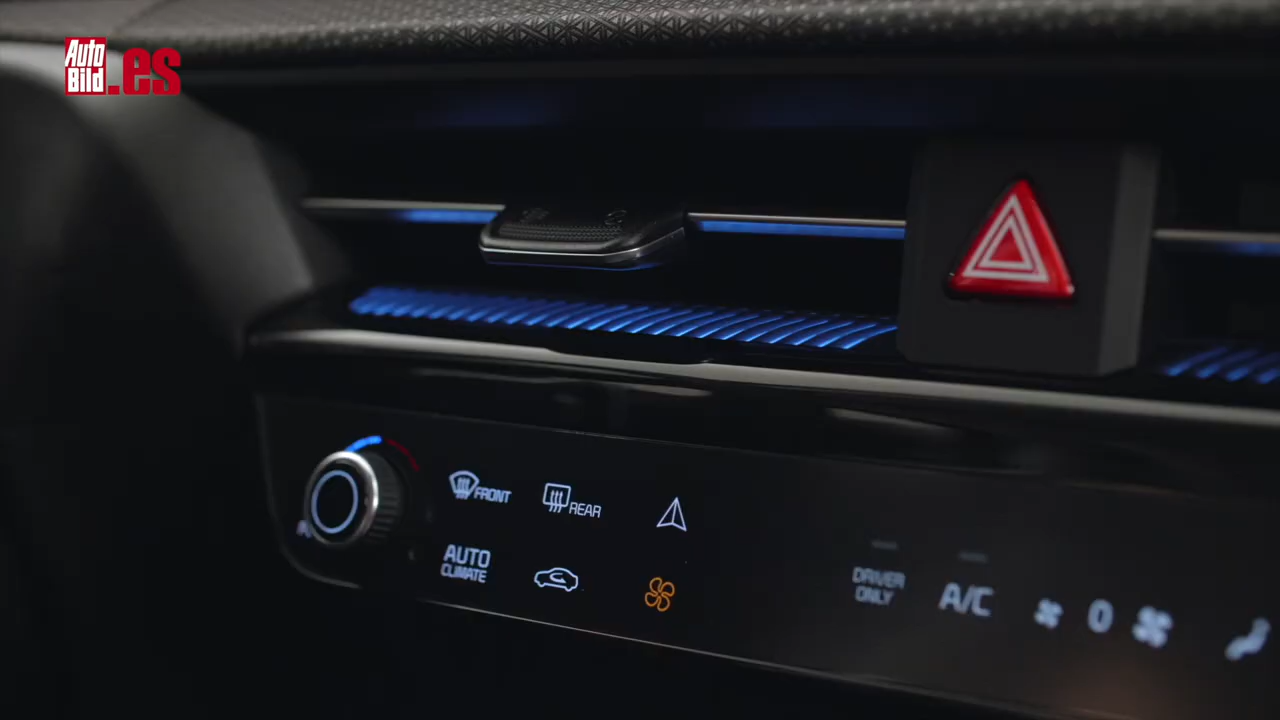 Auto
Bild
.es
FRONT
REAR
AUTO
CLIMATE
DRIVER
ONLY
A/C
0